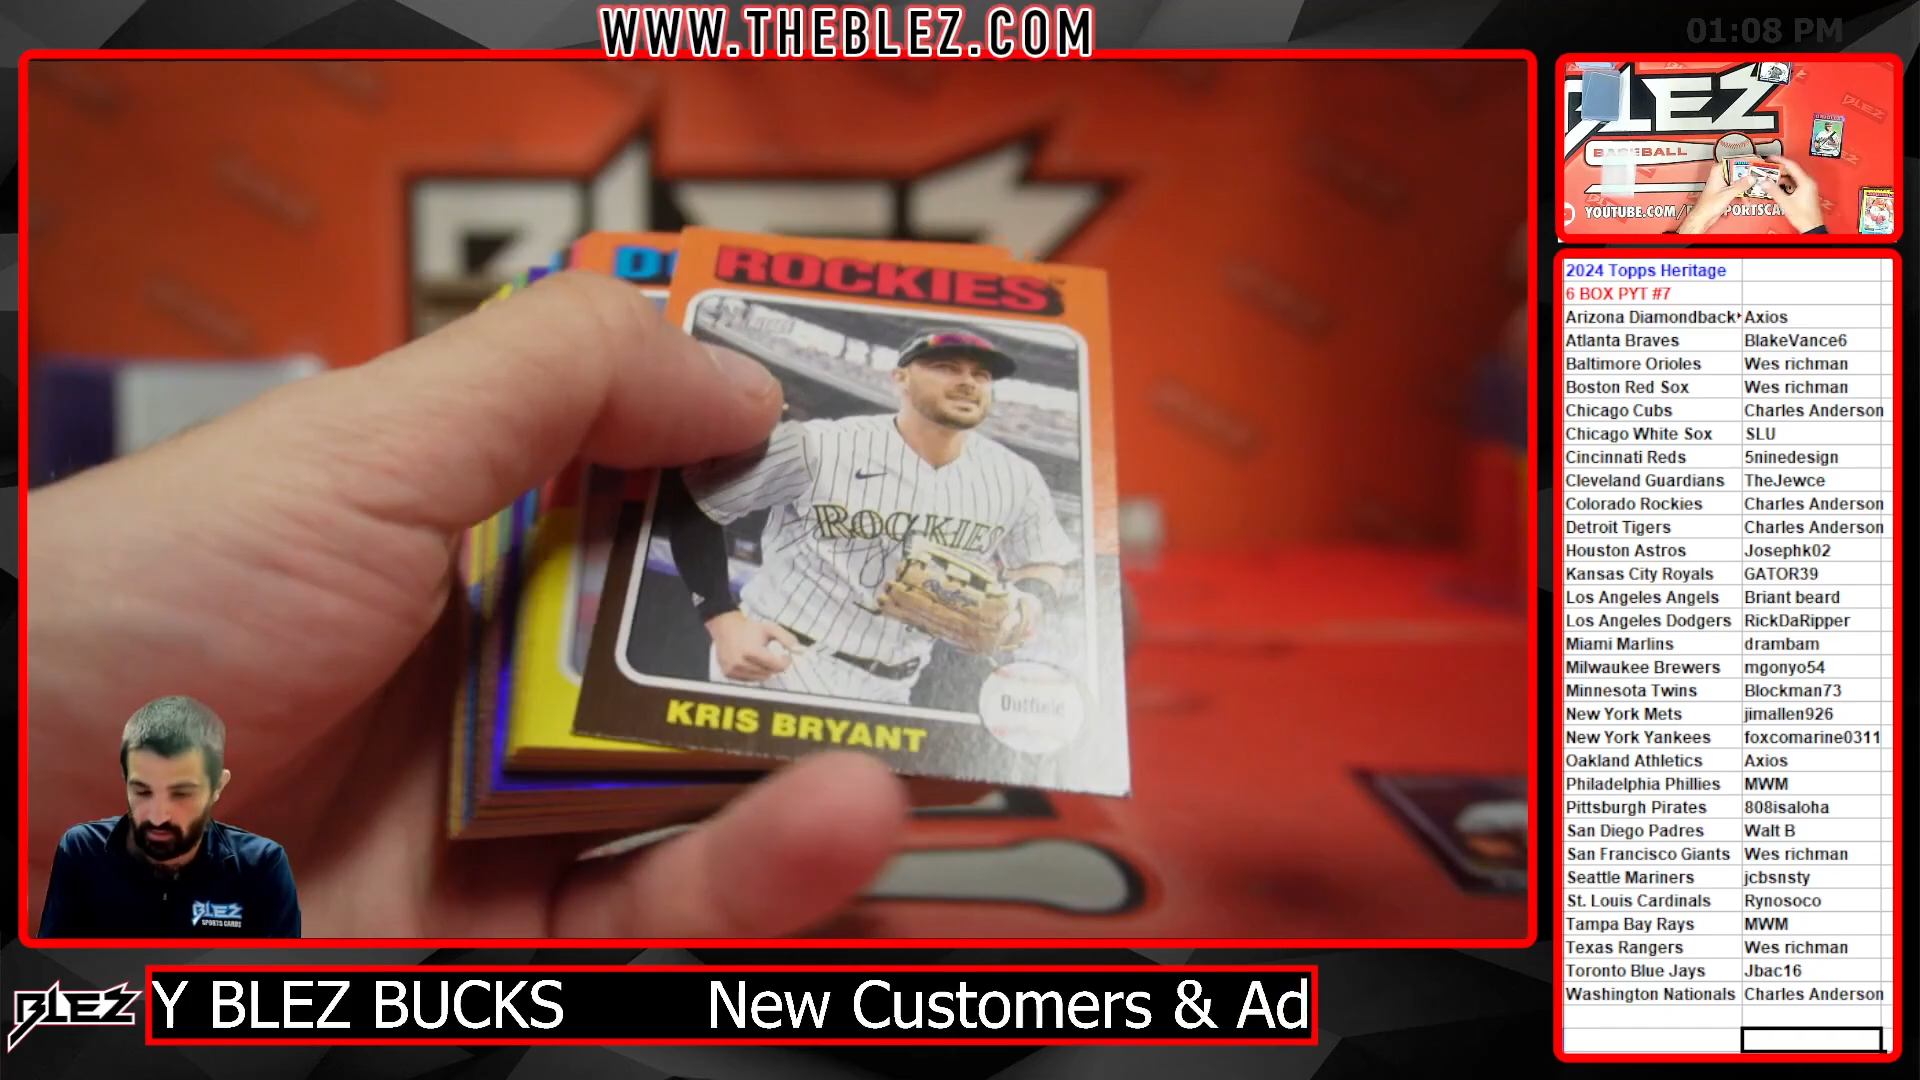 WWW.THEBLEZ.COM
01:08 PM
BLEZ
ROCKIES
ROCKIES
Outfield
KRIS BRYANT
BLEZ
SPORTS CARDS
BLEZ
BASEBALL
YOUTUBE.COM/
2024 Topps Heritage
6 BOX PYT #7
Arizona Diamondback Axios
Atlanta Braves BlakeVance6
Baltimore Orioles Wes richman
Boston Red Sox Wes richman
Chicago Cubs Charles Anderson
Chicago White Sox SLU
Cincinnati Reds 5ninedesign
Cleveland Guardians TheJewce
Colorado Rockies Charles Anderson
Detroit Tigers Charles Anderson
Houston Astros Josephk02
Kansas City Royals GATOR39
Los Angeles Angels Briant beard
Los Angeles Dodgers RickDaRipper
Miami Marlins drambam
Milwaukee Brewers mgonyo54
Minnesota Twins Blockman73
New York Mets jimallen926
New York Yankees foxcomarine0311
Oakland Athletics Axios
Philadelphia Phillies MWM
Pittsburgh Pirates 808isaloha
San Diego Padres Walt B
San Francisco Giants Wes richman
Seattle Mariners jcbsnsty
St. Louis Cardinals Rynosoco
Tampa Bay Rays MWM
Texas Rangers Wes richman
Toronto Blue Jays Jbac16
Washington Nationals Charles Anderson
BLEZ
Y BLEZ BUCKS New Customers & Ad